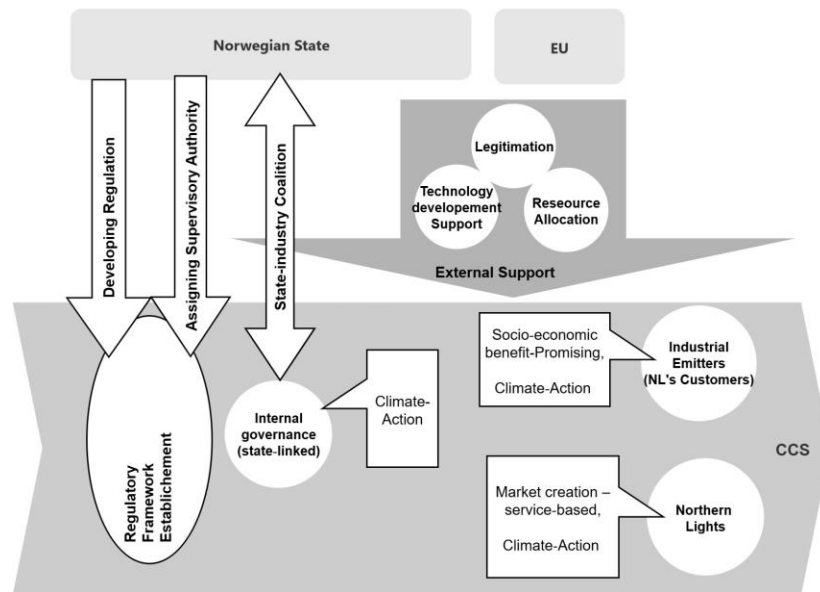 Norwegian State
EU
Developing Regulation
Assigning Supervisory Authority
State-industry Coalition
Legitimation
Technology
developement
Support
Reseource
Allocation
External Support
Regulatory
Framework
Establichement
Internal
governance
(state-linked)
Climate-
Action
Socio-economic
benefit-Promising,
Climate-Action
Industrial
Emitters
(NL's Customers)
CCS
Market creation –
service-based,
Climate-Action
Northern
Lights